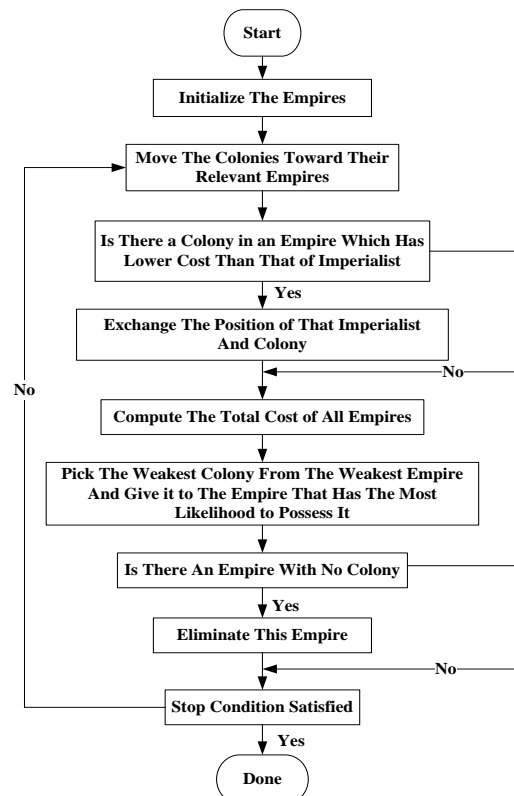 Start
Initialize The Empires
Move The Colonies Toward Their
Relevant Empires
Is There a Colony in an Empire Which Has
Lower Cost Than That of Imperialist
Yes
Exchange The Position of That Imperialist
And Colony
No
No
Compute The Total Cost of All Empires
Pick The Weakest Colony From The Weakest Empire
And Give it to The Empire That Has The Most
Likelihood to Possess It
Is There An Empire With No Colony
Yes
Eliminate This Empire
No
Stop Condition Satisfied
Yes
Done